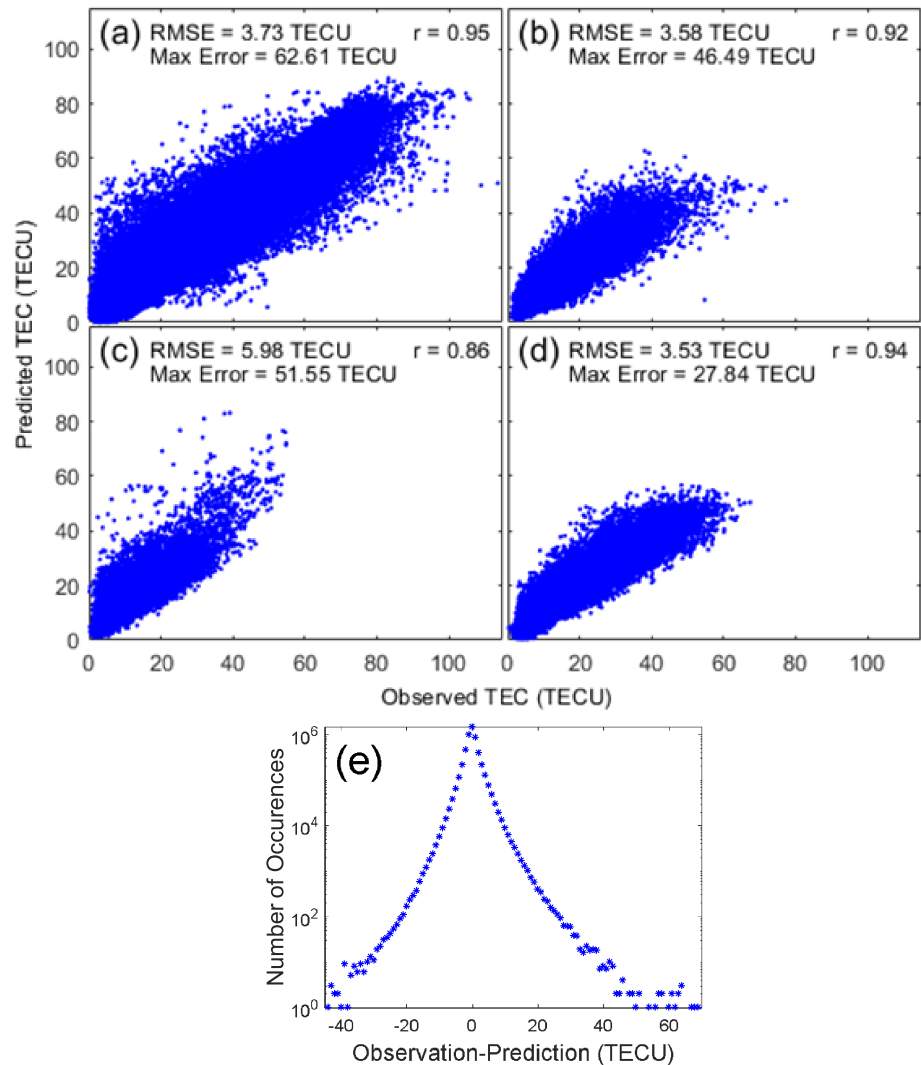 (a) RMSE = 3.73 TECU r = 0.95
Max Error = 62.61 TECU
(b) RMSE = 3.58 TECU r = 0.92
Max Error = 46.49 TECU
100
80
60
40
20
0
(c) RMSE = 5.98 TECU r = 0.86
Max Error = 51.55 TECU
(d) RMSE = 3.53 TECU r = 0.94
Max Error = 27.84 TECU
100
80
60
40
20
0
Predicted TEC (TECU)
0 20 40 60 80 100 0 20 40 60 80 100
Observed TEC (TECU)
(e)
10^6
10^4
10^2
10^0
Number of Occurences
-40 -20 0 20 40 60
Observation-Prediction (TECU)